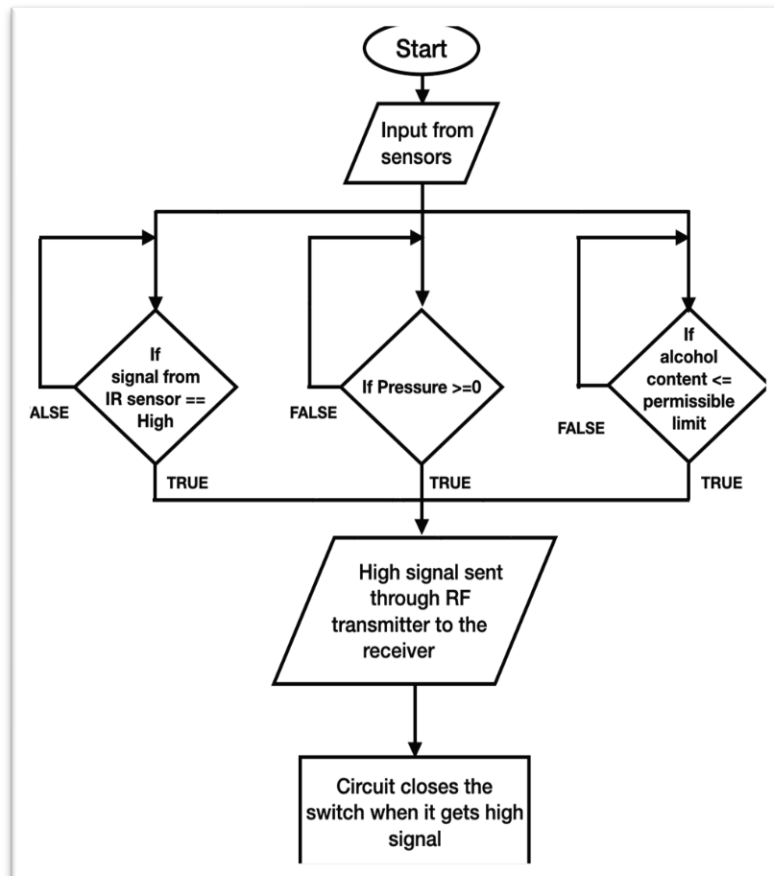 Start
Input from
sensors
If
signal from
IR sensor ==
High
ALSE
TRUE
If Pressure >=0
FALSE
TRUE
If
alcohol
content <=
permissible
limit
FALSE
TRUE
High signal sent
through RF
transmitter to the
receiver
Circuit closes the
switch when it gets high
signal